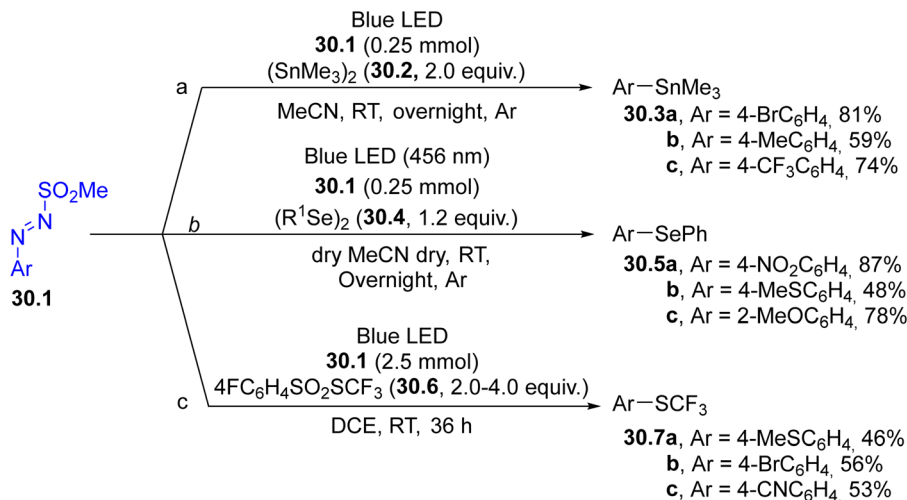 Blue LED
30.1 (0.25 mmol)
(SnMe3)2 (30.2, 2.0 equiv.)
a
MeCN, RT, overnight, Ar
Ar–SnMe3
30.3a, Ar = 4-BrC6H4, 81%
b, Ar = 4-MeC6H4, 59%
c, Ar = 4-CF3C6H4, 74%
SO2Me
N
N
Ar
30.1
Blue LED (456 nm)
30.1 (0.25 mmol)
b
(R1Se)2 (30.4, 1.2 equiv.)
dry MeCN dry, RT,
Overnight, Ar
Ar–SePh
30.5a, Ar = 4-NO2C6H4, 87%
b, Ar = 4-MeSC6H4, 48%
c, Ar = 2-MeOC6H4, 78%
Blue LED
30.1 (2.5 mmol)
4FC6H4SO2SCF3 (30.6, 2.0-4.0 equiv.)
c
DCE, RT, 36 h
Ar–SCF3
30.7a, Ar = 4-MeSC6H4, 46%
b, Ar = 4-BrC6H4, 56%
c, Ar = 4-CNC6H4, 53%